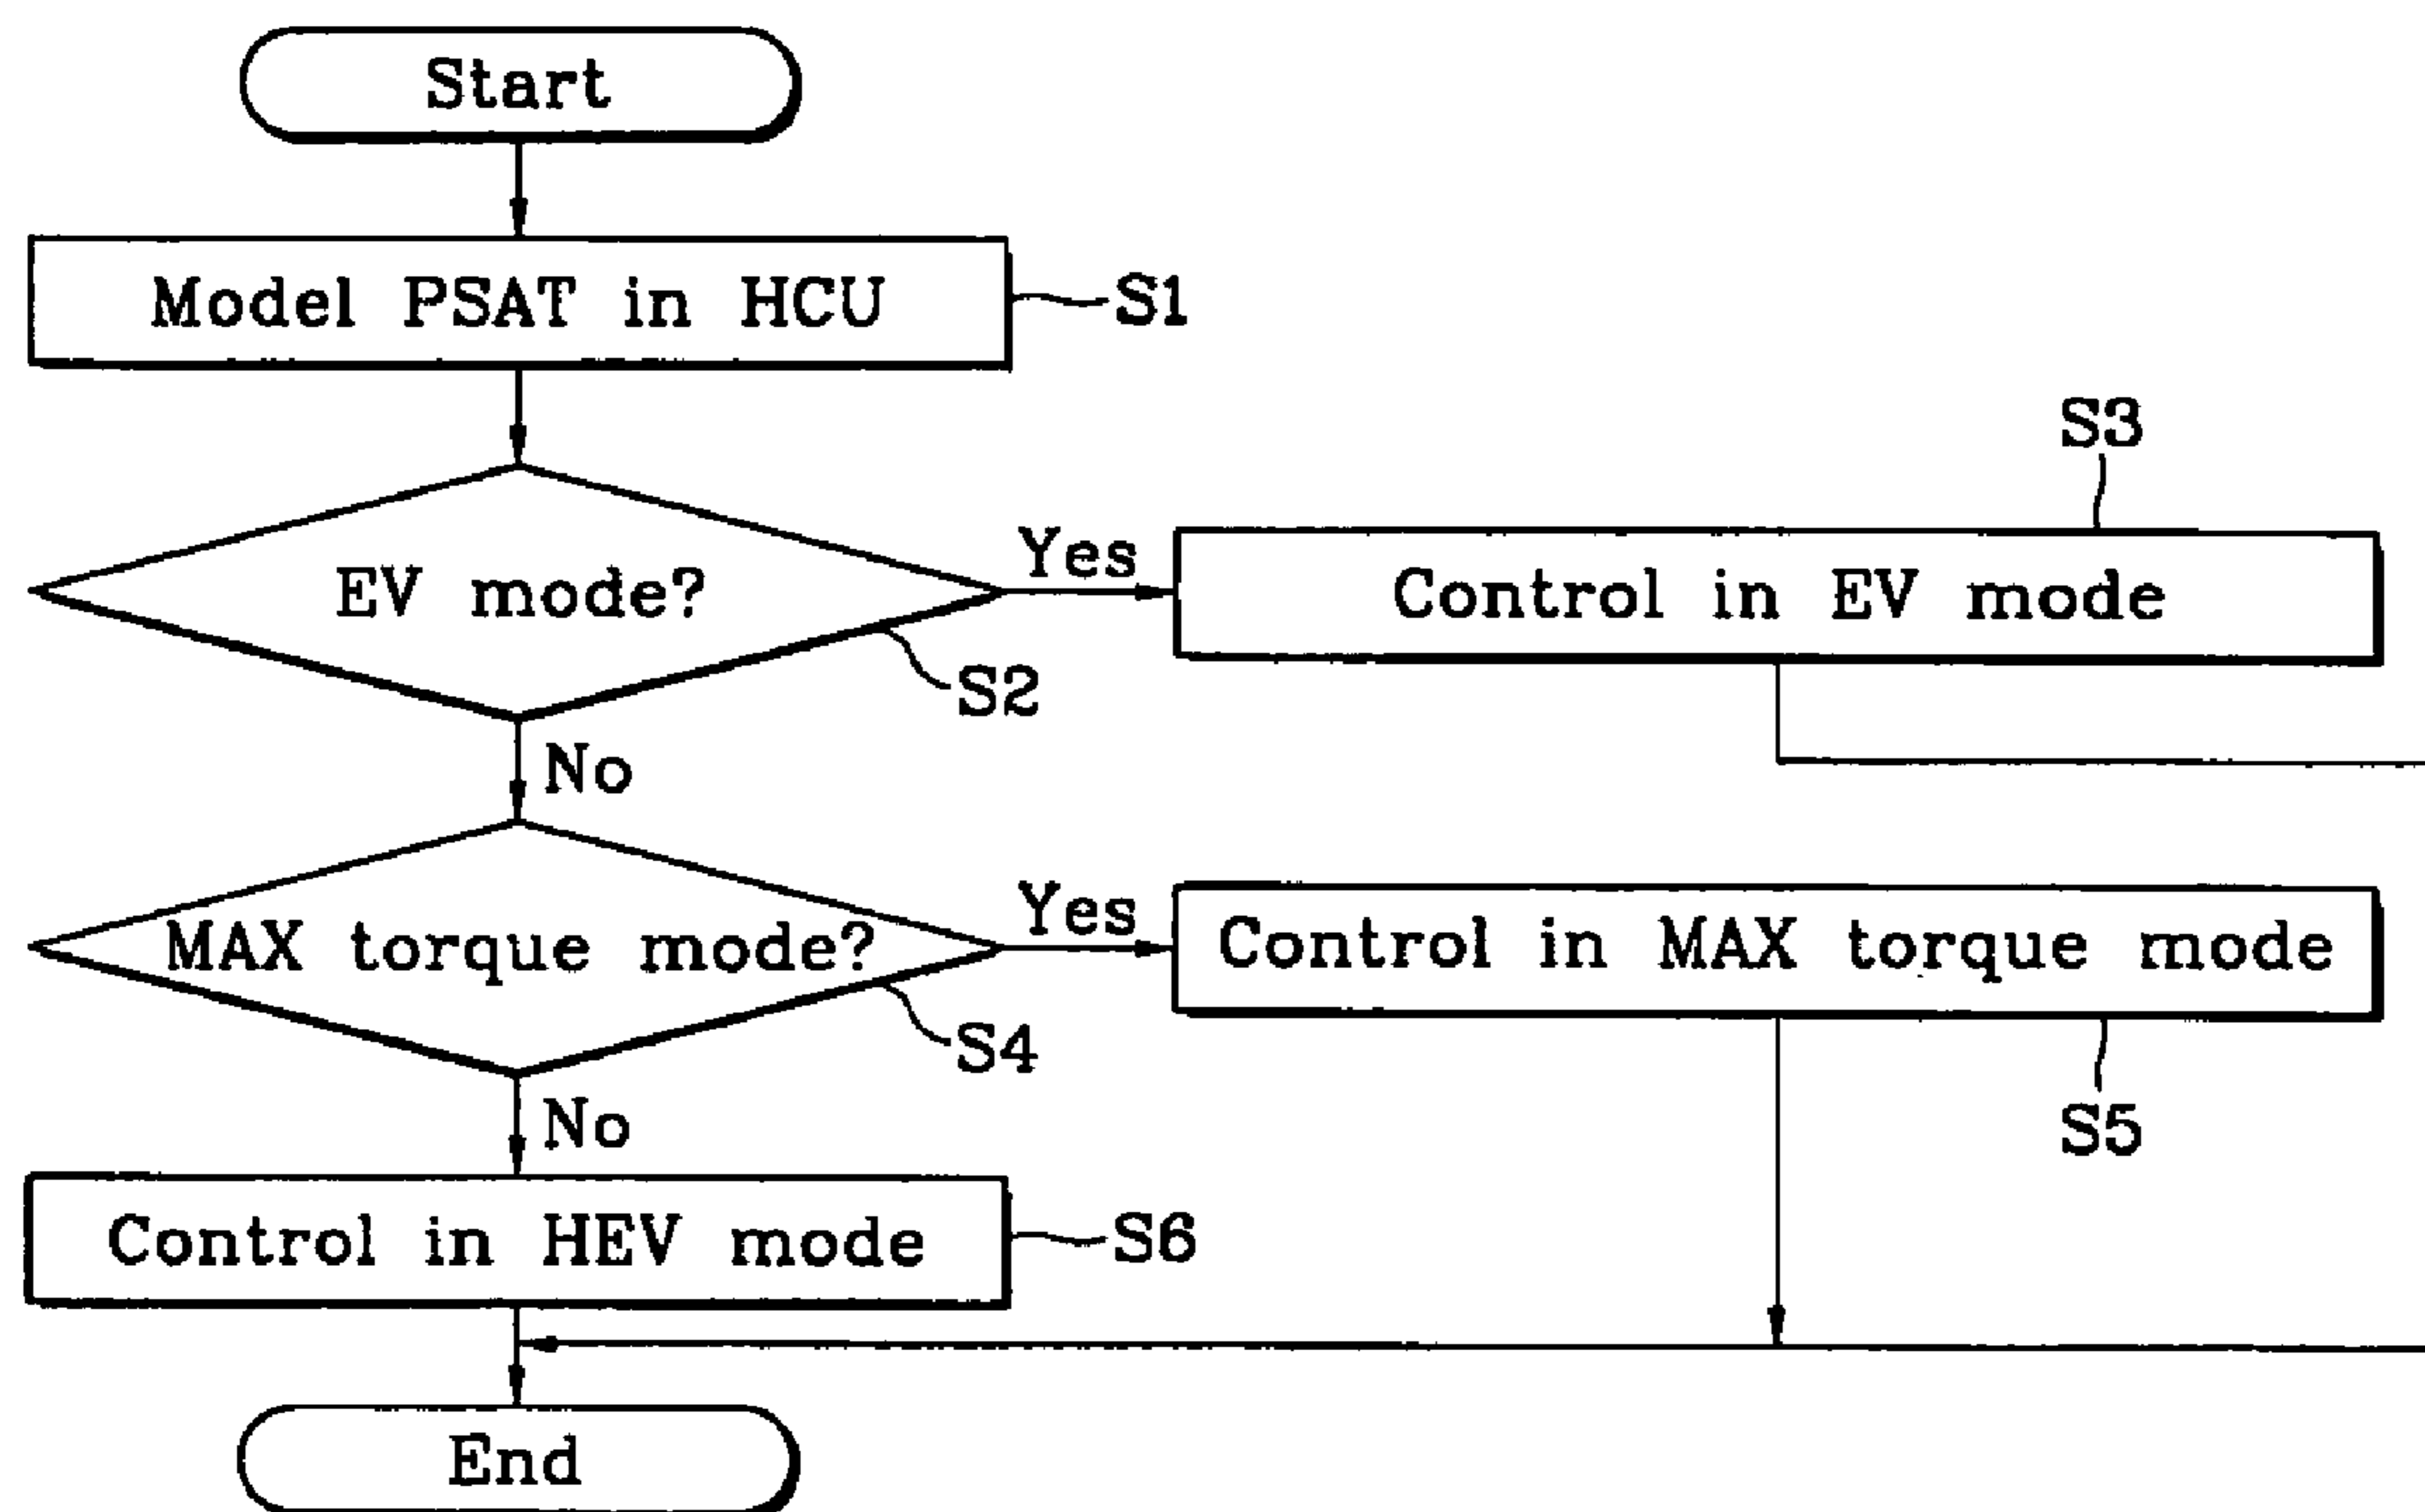 Start
Model PSAT in HCU
S1
S3
EV mode?
Yes
Control in EV mode
S2
No
MAX torque mode?
Yes
Control in MAX torque mode
S4
No
S5
Control in HEV mode
S6
End